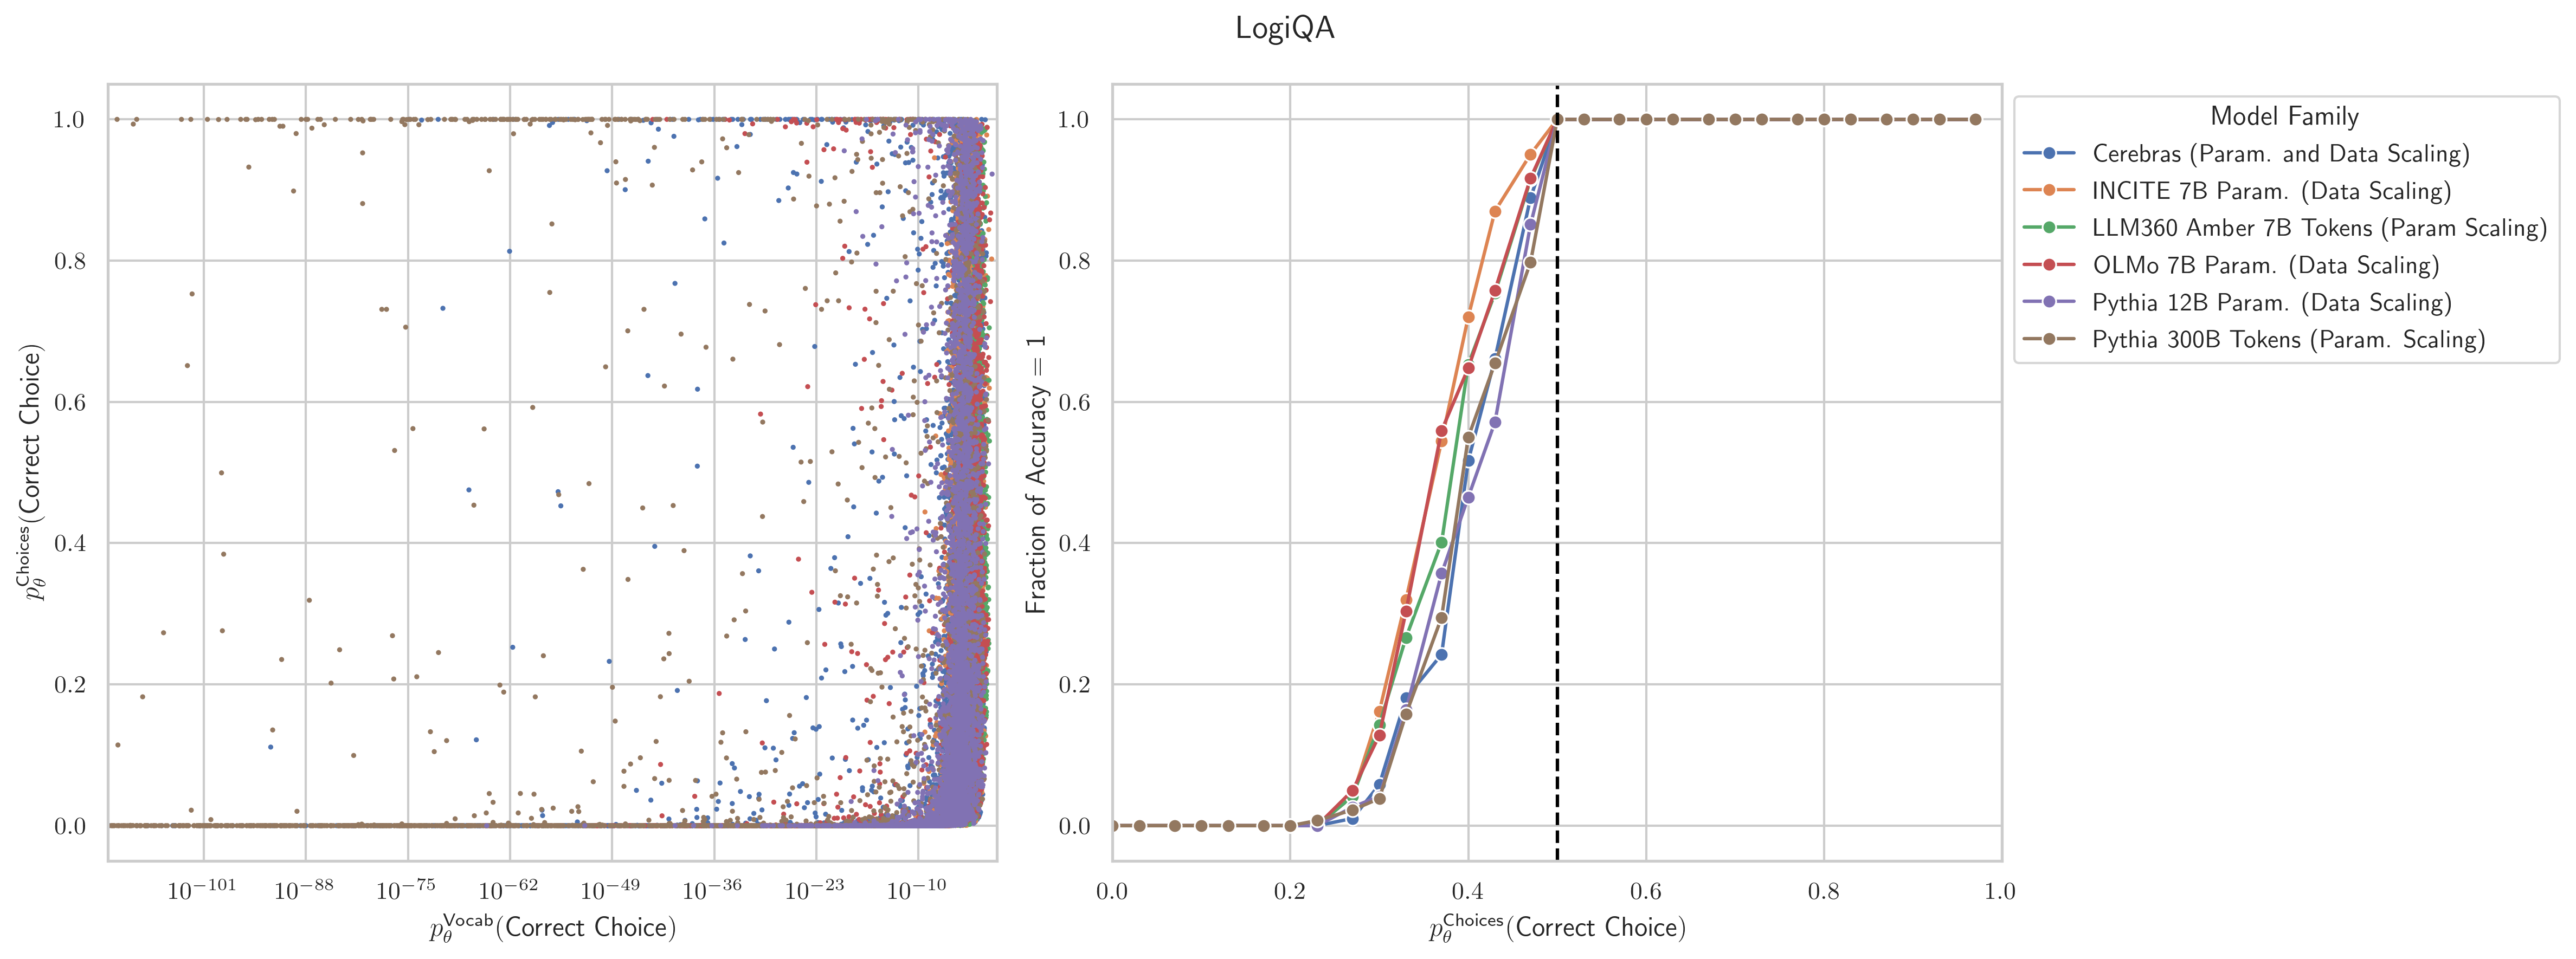 LogiQA
1.0
0.8
0.6
0.4
0.2
0.0
p_θ^Choices(Correct Choice)
10^−101 10^−88 10^−75 10^−62 10^−49 10^−36 10^−23 10^−10
p_θ^Vocab(Correct Choice)
1.0
0.8
0.6
0.4
0.2
0.0
Fraction of Accuracy = 1
0.0 0.2 0.4 0.6 0.8 1.0
p_θ^Choices(Correct Choice)
Model Family
Cerebras (Param. and Data Scaling)
INCITE 7B Param. (Data Scaling)
LLM360 Amber 7B Tokens (Param Scaling)
OLMo 7B Param. (Data Scaling)
Pythia 12B Param. (Data Scaling)
Pythia 300B Tokens (Param. Scaling)